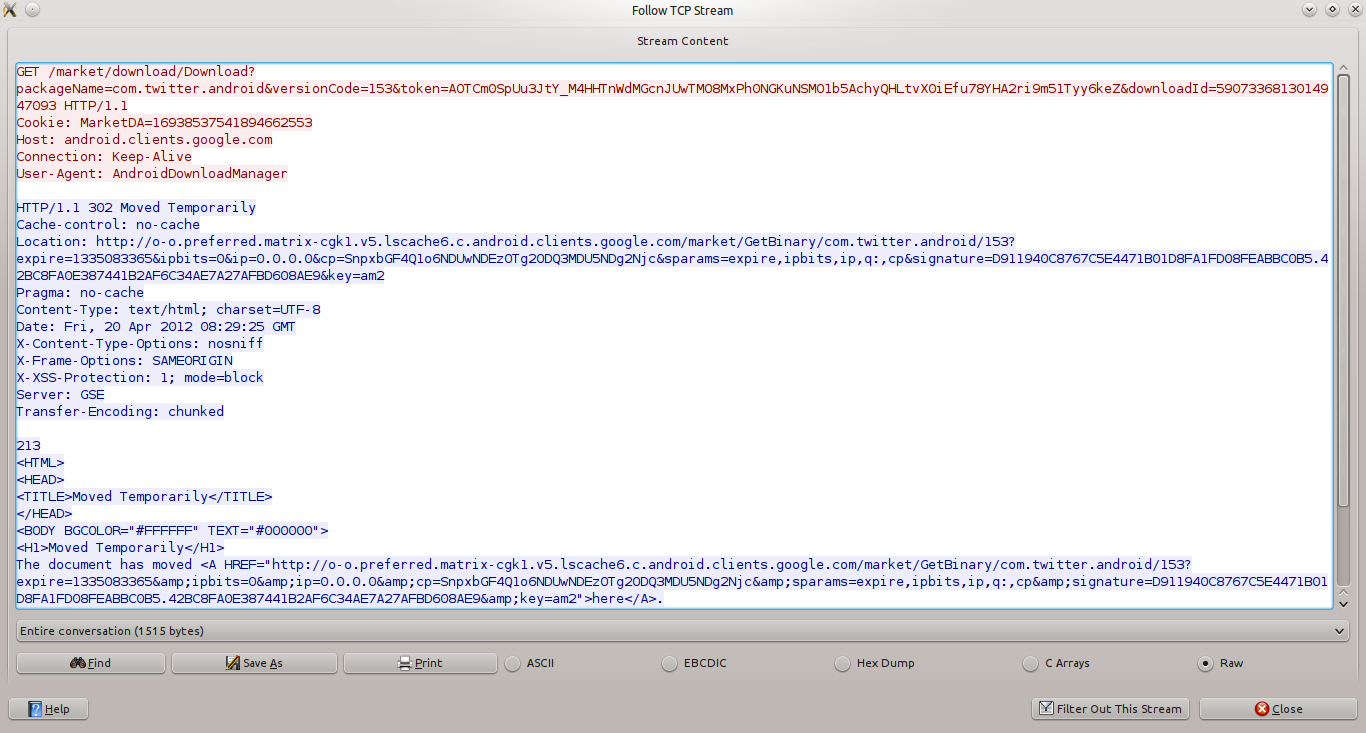 Follow TCP Stream
Stream Content
GET /market/download/Download?
packageName=com.twitter.android&versionCode=153&token=AOTCm0SpUu3JtY_M4HHTnWdMGcnJUwTMO8MxPh0NGKuNSMO1b5AchyQHLtvX0iEfu78YHA2ri9m51Tyy6keZ&downloadId=59073368130149
47093 HTTP/1.1
Cookie: MarketDA=16938537541894662553
Host: android.clients.google.com
Connection: Keep-Alive
User-Agent: AndroidDownloadManager
HTTP/1.1 302 Moved Temporarily
Cache-control: no-cache
Location: http://o-o.preferred.matrix-cgk1.v5.lscache6.c.android.clients.google.com/market/GetBinary/com.twitter.android/153?
expire=1335083365&ipbits=0&ip=0.0.0.0&cp=SnpxbGF4Q1o6NDUwNDEzOTg2ODQ3MDU5NDg2Njc&sparams=expire,ipbits,ip,q:,cp&signature=D911940C8767C5E4471B01D8FA1FD08FEABBC0B5.4
2BC8FA0E387441B2AF6C34AE7A27AFBD608AE9&key=am2
Pragma: no-cache
Content-Type: text/html; charset=UTF-8
Date: Fri, 20 Apr 2012 08:29:25 GMT
X-Content-Type-Options: nosniff
X-Frame-Options: SAMEORIGIN
X-XSS-Protection: 1; mode=block
Server: GSE
Transfer-Encoding: chunked
213
<HTML>
<HEAD>
<TITLE>Moved Temporarily</TITLE>
</HEAD>
<BODY BGCOLOR="#FFFFFF" TEXT="#000000">
<H1>Moved Temporarily</H1>
The document has moved <A HREF="http://o-o.preferred.matrix-cgk1.v5.lscache6.c.android.clients.google.com/market/GetBinary/com.twitter.android/153?
expire=1335083365&amp;ipbits=0&amp;ip=0.0.0.0&amp;cp=SnpxbGF4Q1o6NDUwNDEzOTg2ODQ3MDU5NDg2Njc&amp;sparams=expire,ipbits,ip,q:,cp&amp;signature=D911940C8767C5E4471B01
D8FA1FD08FEABBC0B5.42BC8FA0E387441B2AF6C34AE7A27AFBD608AE9&amp;key=am2">here</A>.
Entire conversation (1515 bytes)
Find Save As Print ASCII EBCDIC Hex Dump C Arrays Raw
Help Filter Out This Stream Close